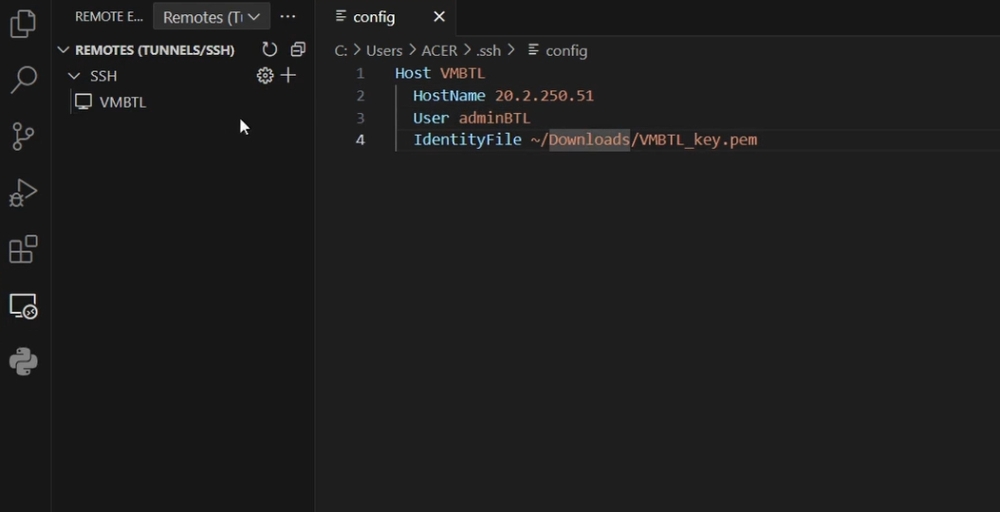 REMOTE E... Remotes (Tı ···
REMOTES (TUNNELS/SSH)
SSH
VMBTL
config
C: > Users > ACER > .ssh > config
1 Host VMBTL
2 HostName 20.2.250.51
3 User adminBTL
4 IdentityFile ~/Downloads/VMBTL_key.pem